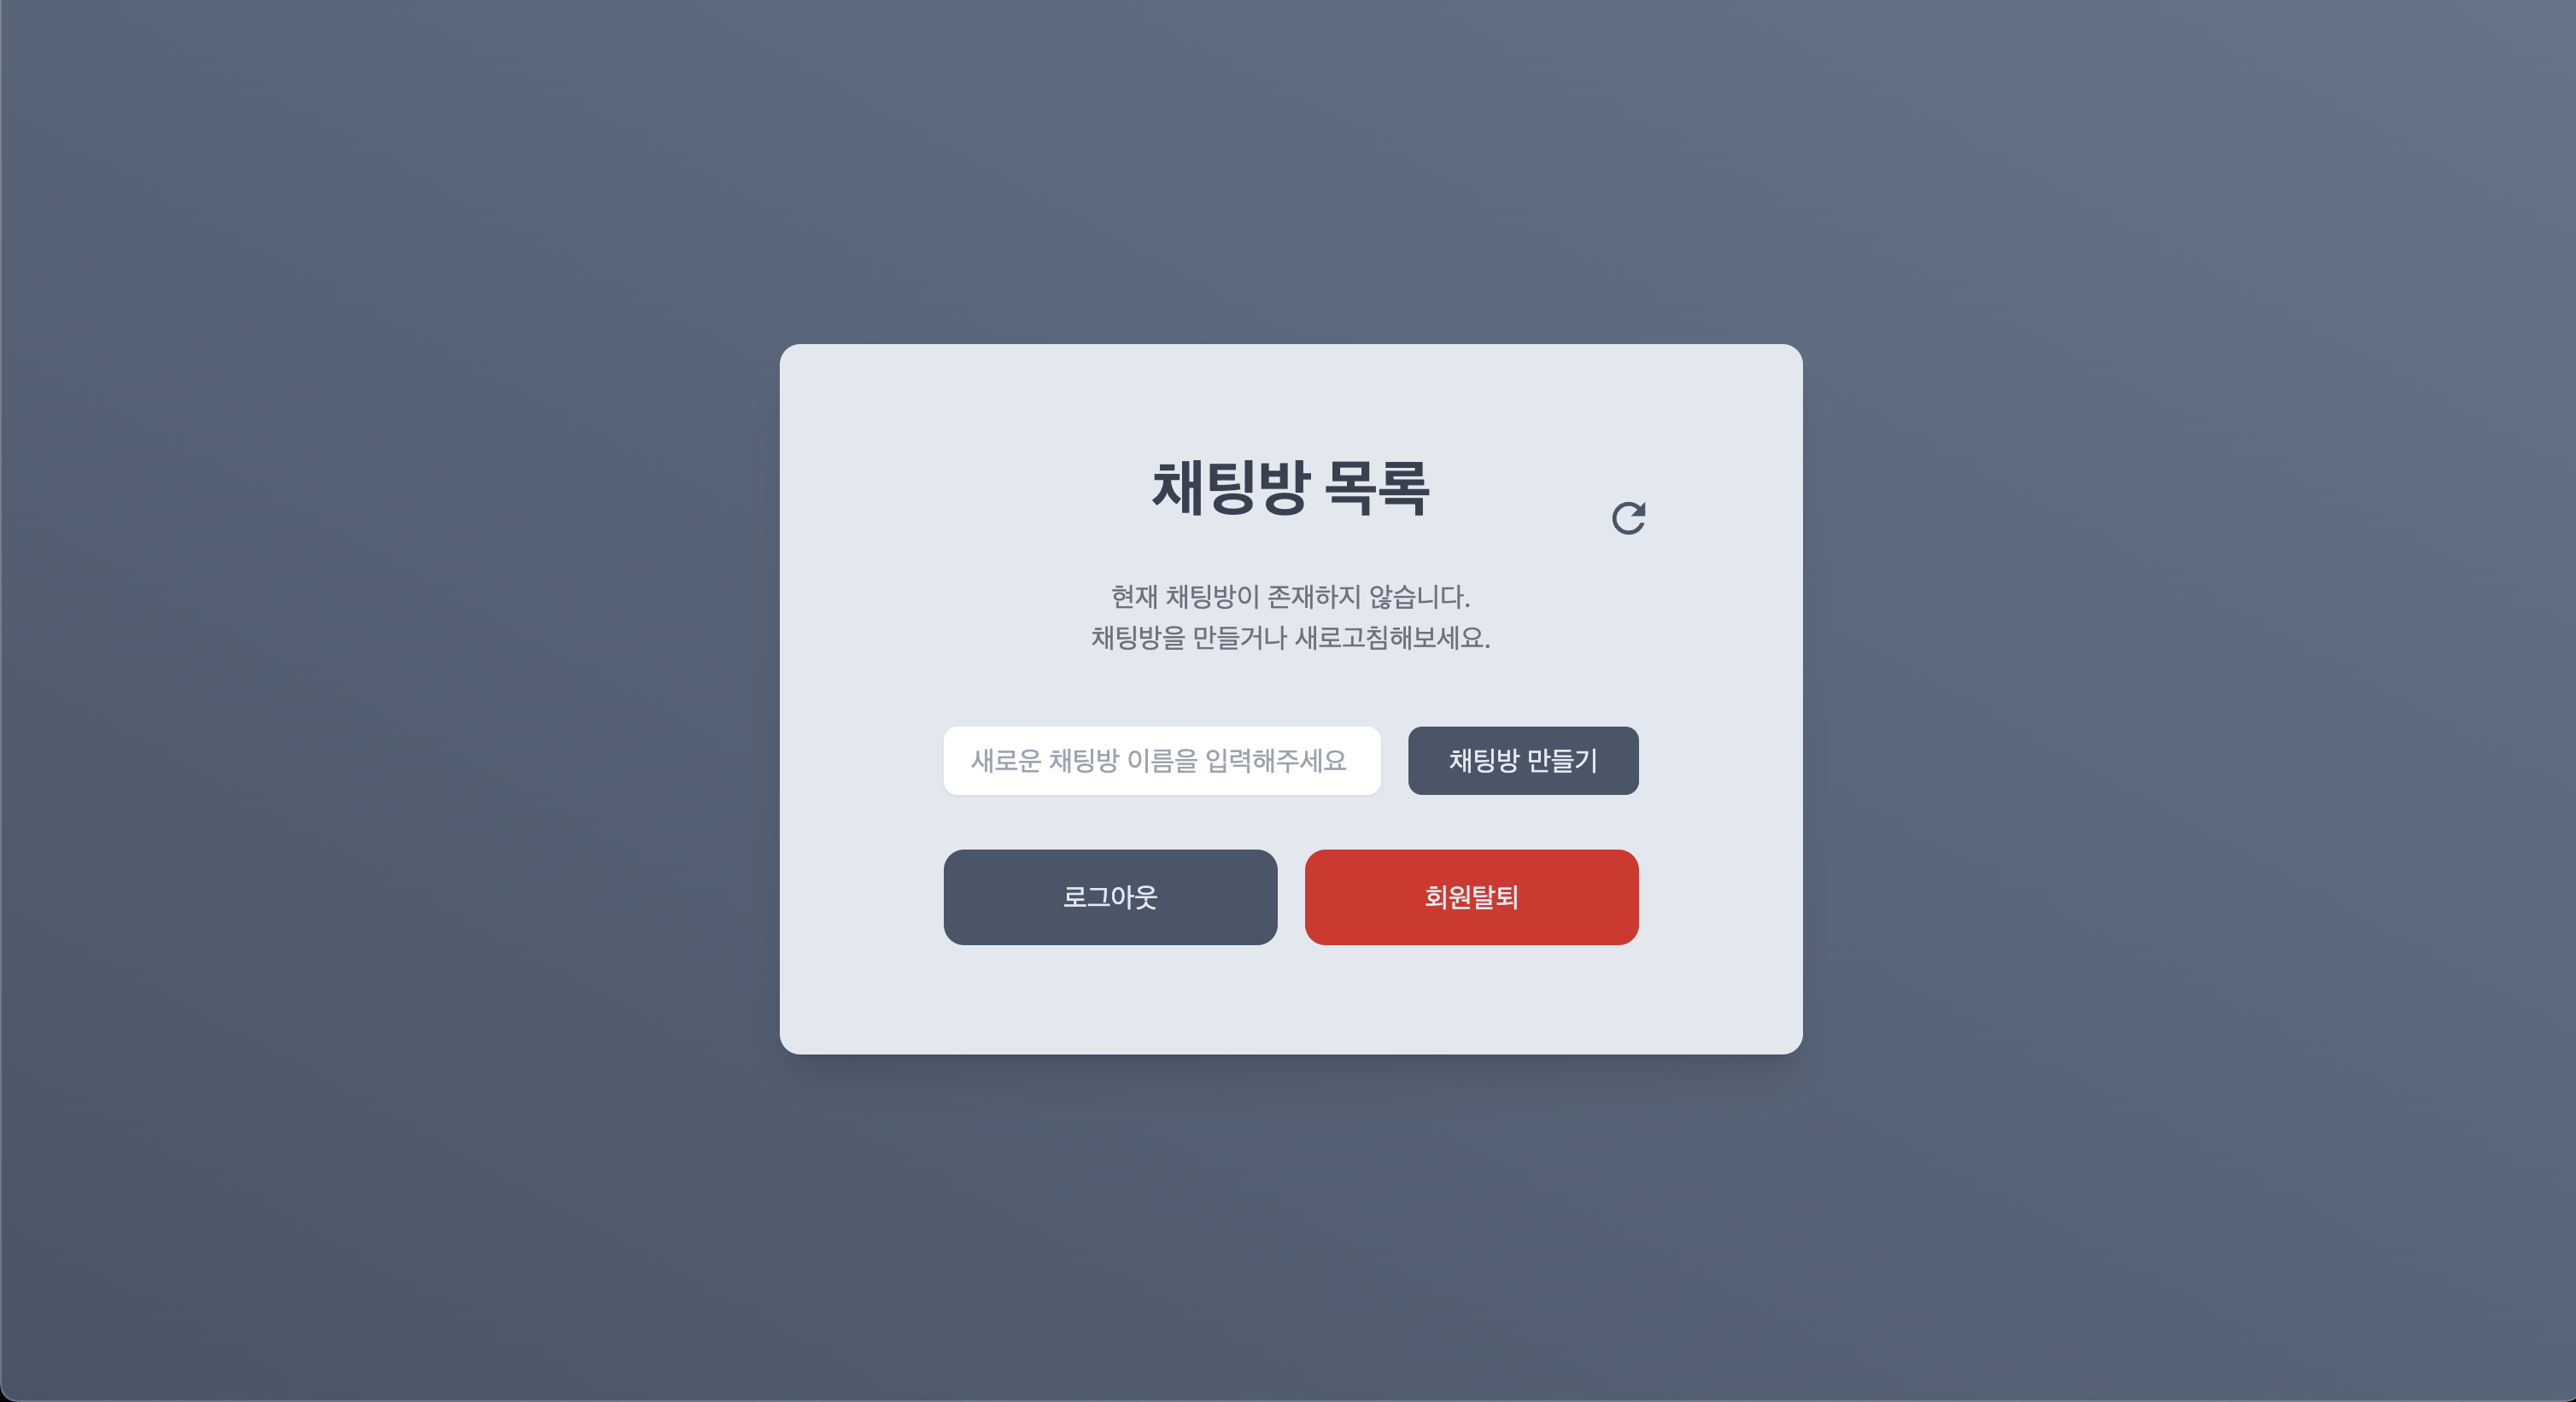 채팅방 목록
현재 채팅방이 존재하지 않습니다.
채팅방을 만들거나 새로고침해보세요.
새로운 채팅방 이름을 입력해주세요
채팅방 만들기
로그아웃
회원탈퇴